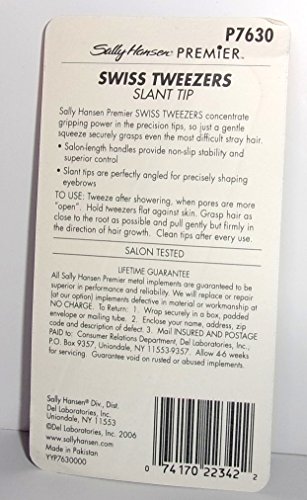 P7630
Sally Hansen® PREMIER™
SWISS TWEEZERS
SLANT TIP
Sally Hansen Premier SWISS TWEEZERS concentrate
gripping power in the precision tips, so just a gentle
squeeze securely grasps even the most difficult stray hair.
• Salon-length handles provide non-slip stability and
superior control
• Slant tips are perfectly angled for precisely shaping
eyebrows
TO USE: Tweeze after showering, when pores are more
"open". Hold tweezers flat against skin. Grasp hair as
close to the root as possible and pull gently but firmly in
the direction of hair growth. Clean tips after every use.
SALON TESTED
LIFETIME GUARANTEE
All Sally Hansen Premier metal implements are guaranteed to be
superior in performance and reliability. We will replace or repair
(at our option) implements defective in material or workmanship at
NO CHARGE. To Return: 1. Wrap securely in a box, padded
envelope or mailing tube. 2. Enclose your name, address, zip
code and description of defect. 3. Mail INSURED AND POSTAGE
PAID to: Consumer Relations Department, Del Laboratories, Inc.,
P.O. Box 9357, Uniondale, NY 11553-9357. Allow 4-6 weeks
for servicing. Guarantee void on rusted or abused implements.
Sally Hansen® Div., Dist.
Del Laboratories, Inc.
Uniondale, NY 11553
©Del Laboratories, Inc. 2006
www.sallyhansen.com
Made in Pakistan
YYP7630000
0 74170 22342 2